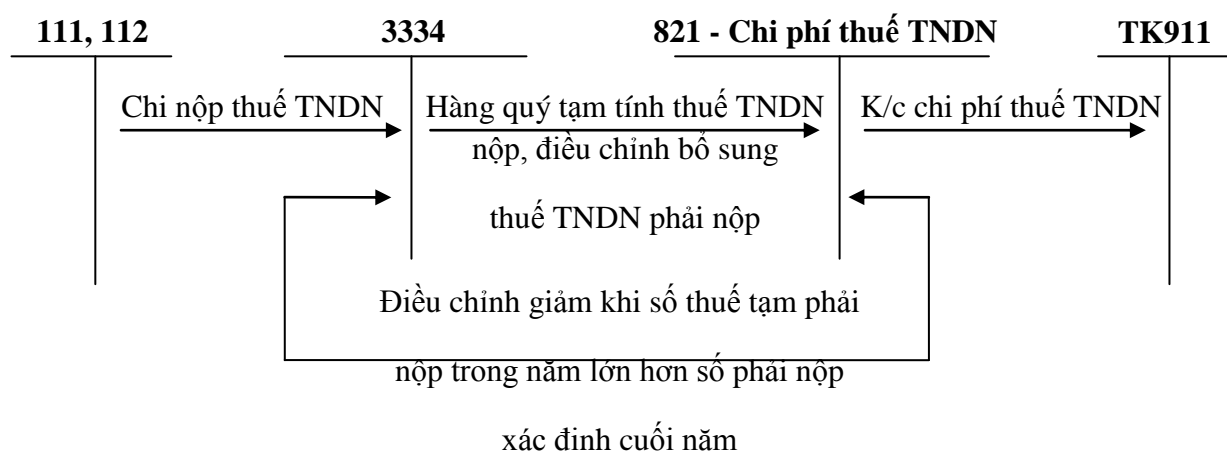 111, 112 3334 821 - Chi phí thuế TNDN TK911
Chi nộp thuế TNDN Hàng quý tạm tính thuế TNDN K/c chi phí thuế TNDN
nộp, điều chỉnh bổ sung
thuế TNDN phải nộp
Điều chỉnh giảm khi số thuế tạm phải
nộp trong năm lớn hơn số phải nộp
xác đinh cuối năm